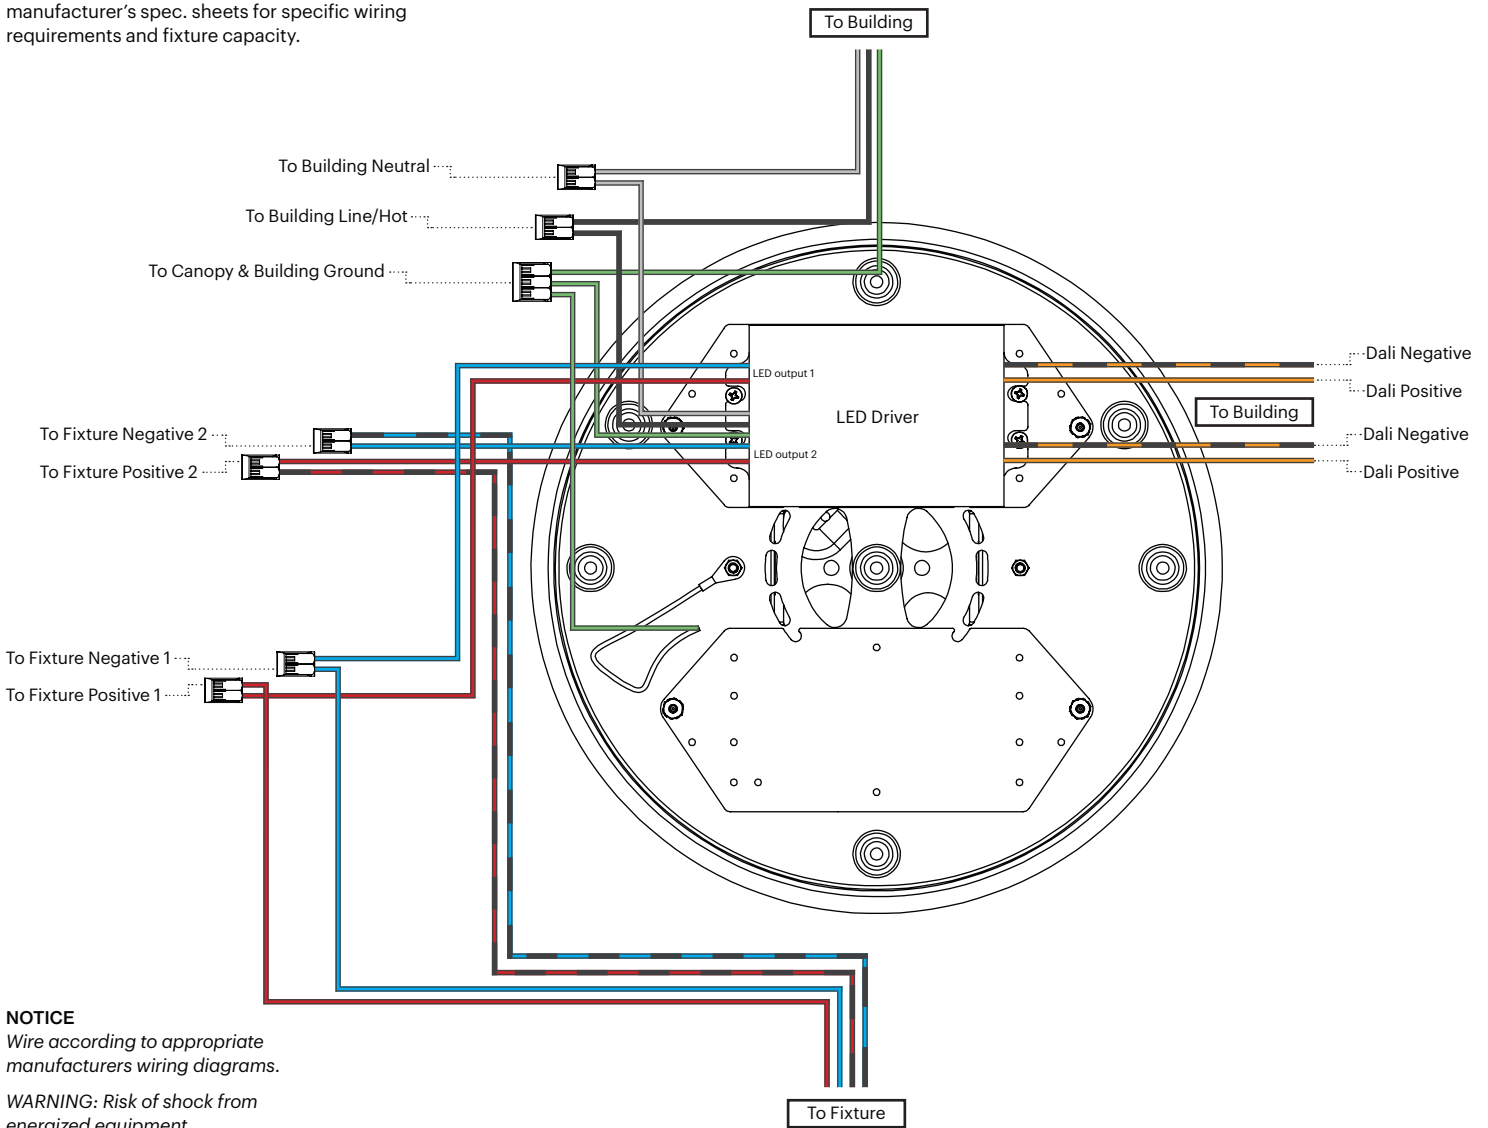 manufacturer's spec. sheets for specific wiring
requirements and fixture capacity.
To Building
To Building Neutral
To Building Line/Hot
To Canopy & Building Ground
LED output 1
LED Driver
LED output 2
Dali Negative
Dali Positive
To Building
Dali Negative
Dali Positive
To Fixture Negative 2
To Fixture Positive 2
To Fixture Negative 1
To Fixture Positive 1
NOTICE
Wire according to appropriate
manufacturers wiring diagrams.
WARNING: Risk of shock from
energized equipment
To Fixture